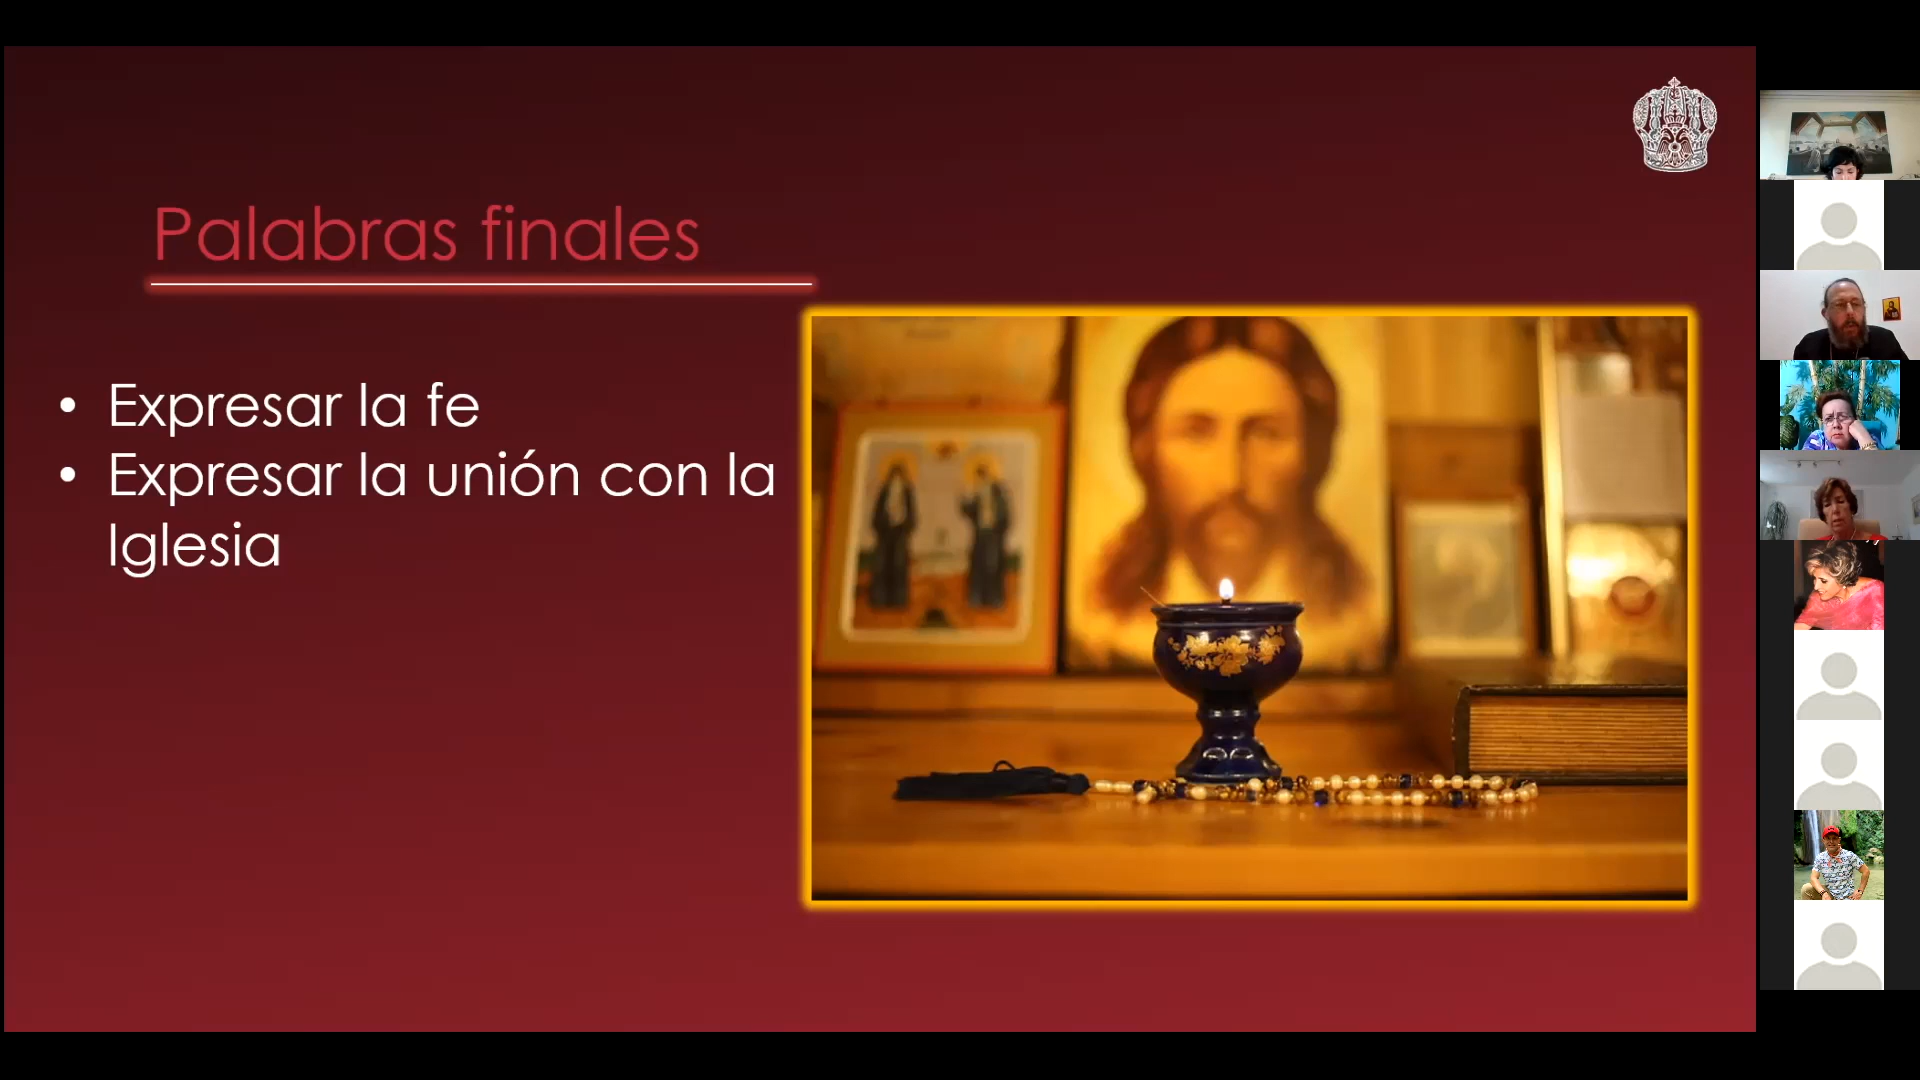 Palabras finales
• Expresar la fe
• Expresar la unión con la
Iglesia